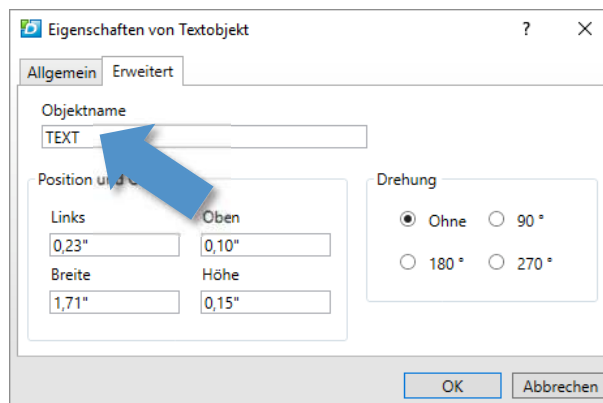 Eigenschaften von Textobjekt
Allgemein Erweitert
Objektname
TEXT
Position und
Drehung
Links Oben
Ohne 90 °
0,23" 0,10"
Breite Höhe
180 ° 270 °
1,71" 0,15"
OK Abbrechen